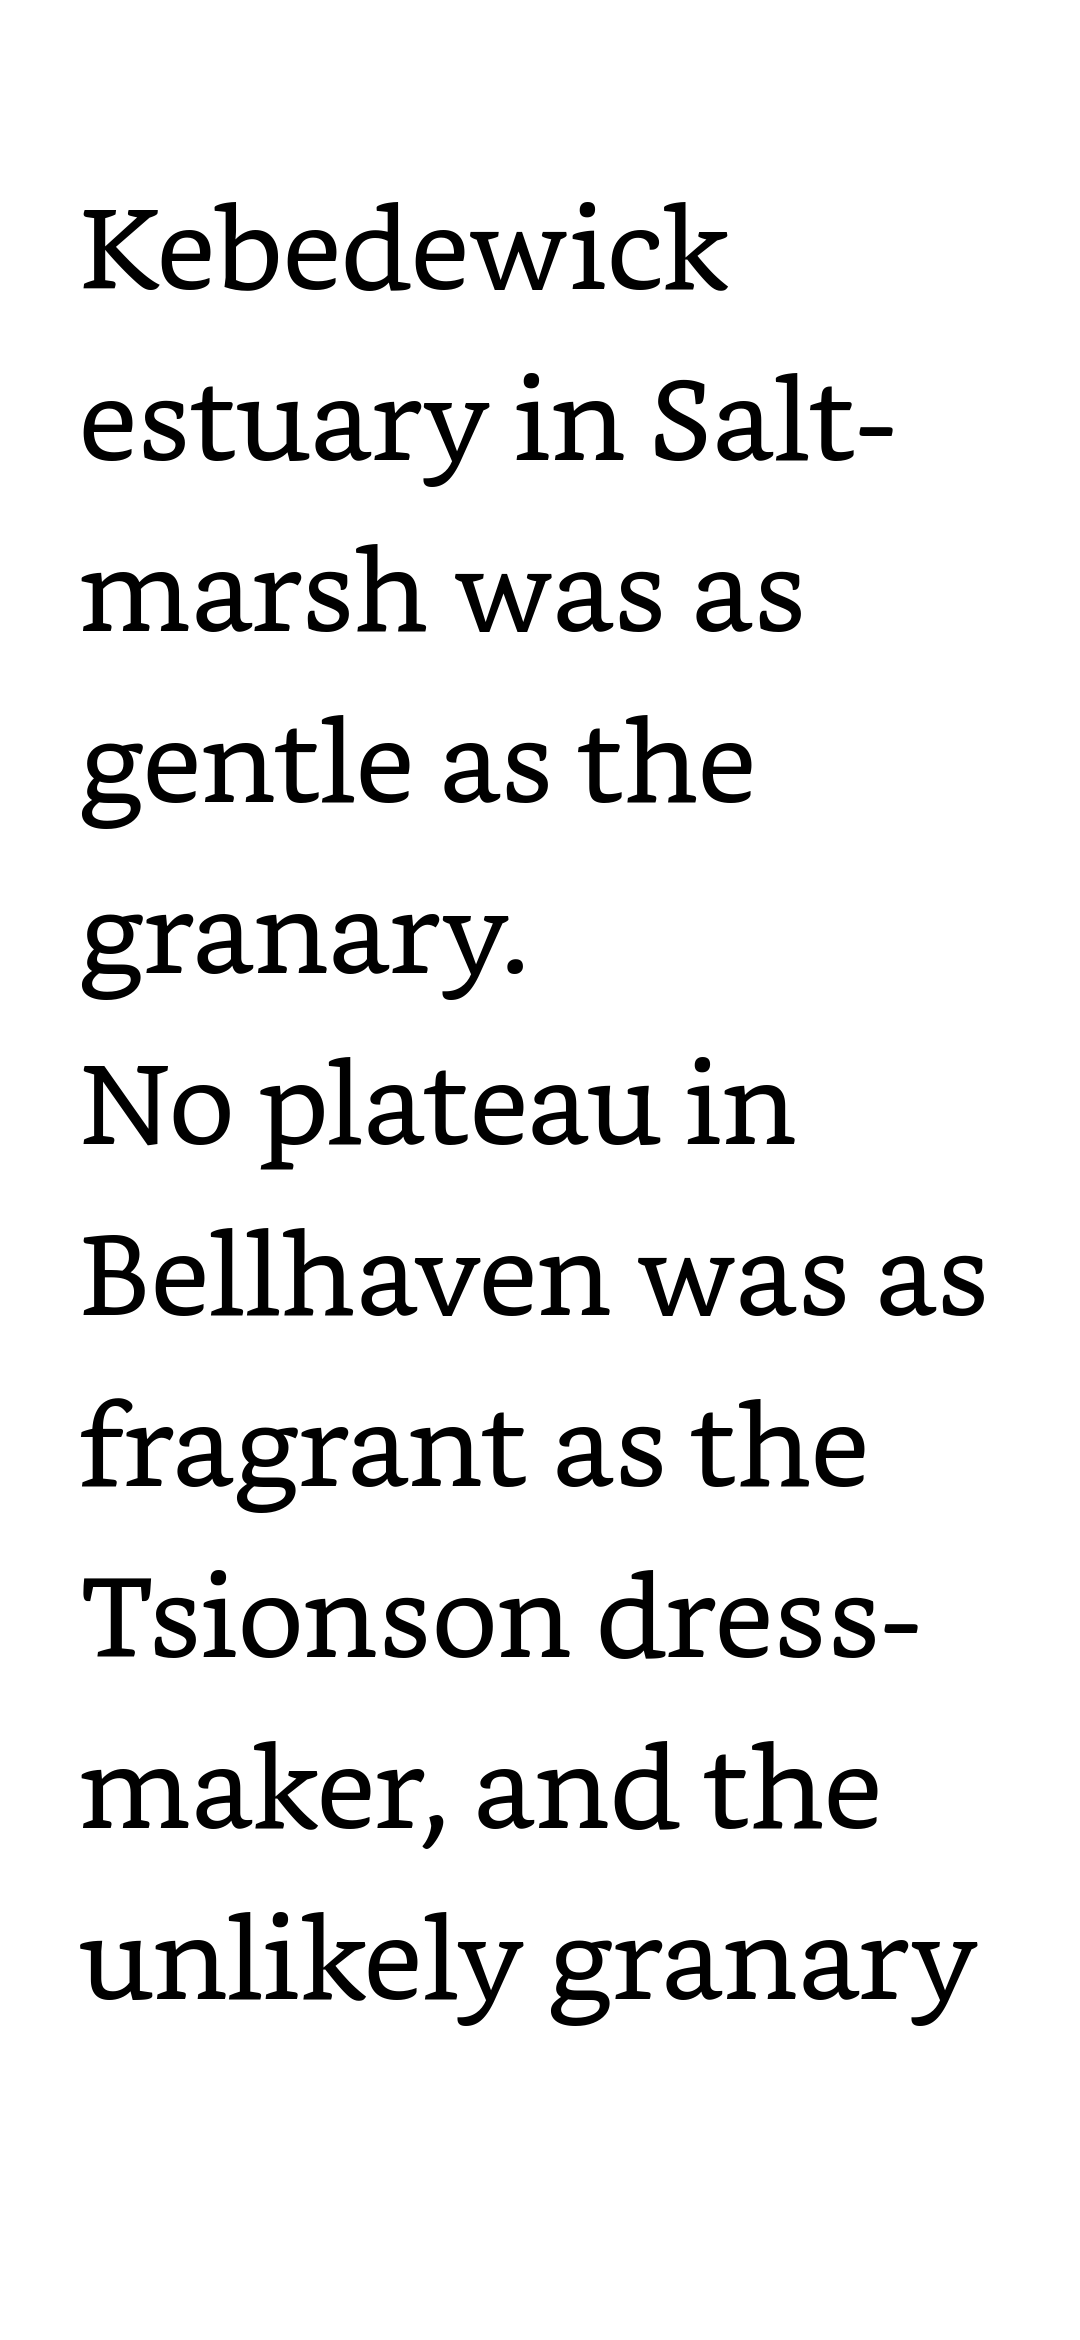 Kebedewick
estuary in Salt-
marsh was as
gentle as the
granary.
No plateau in
Bellhaven was as
fragrant as the
Tsionson dress-
maker, and the
unlikely granary